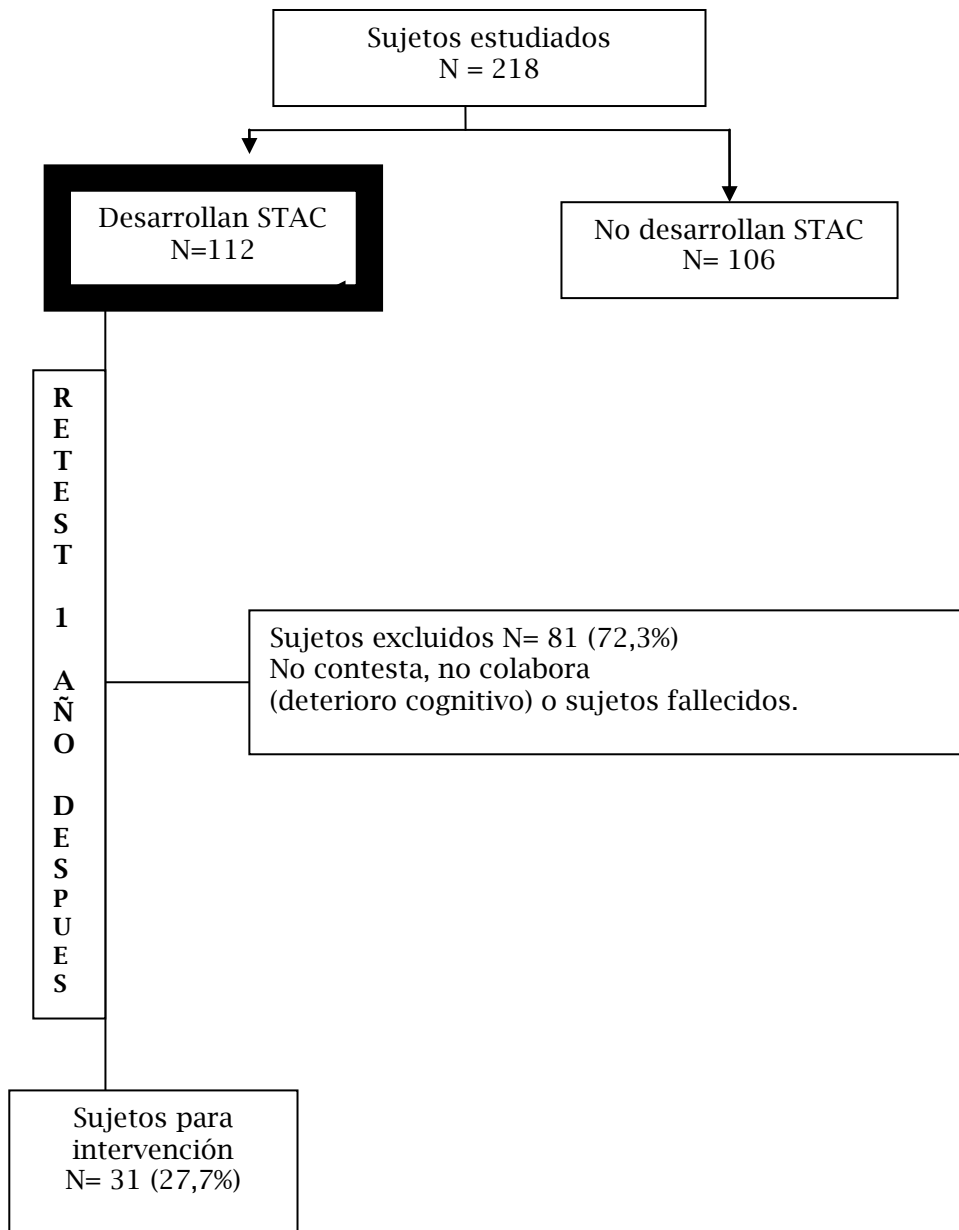 Sujetos estudiados
N = 218
Desarrollan STAC
N=112
No desarrollan STAC
N= 106
R
E
T
E
S
T
1
A
Ñ
O
D
E
S
P
U
E
S
Sujetos excluidos N= 81 (72,3%)
No contesta, no colabora
(deterioro cognitivo) o sujetos fallecidos.
Sujetos para
intervención
N= 31 (27,7%)